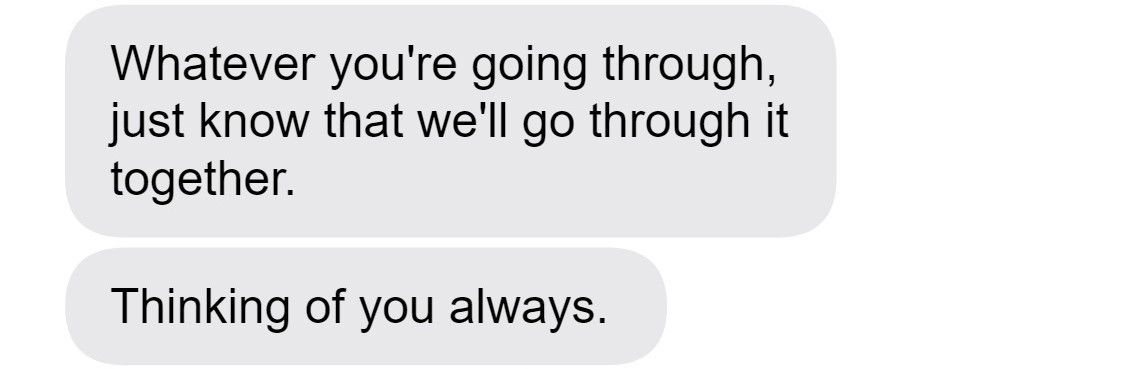 Whatever you're going through,
just know that we'll go through it
together.
Thinking of you always.